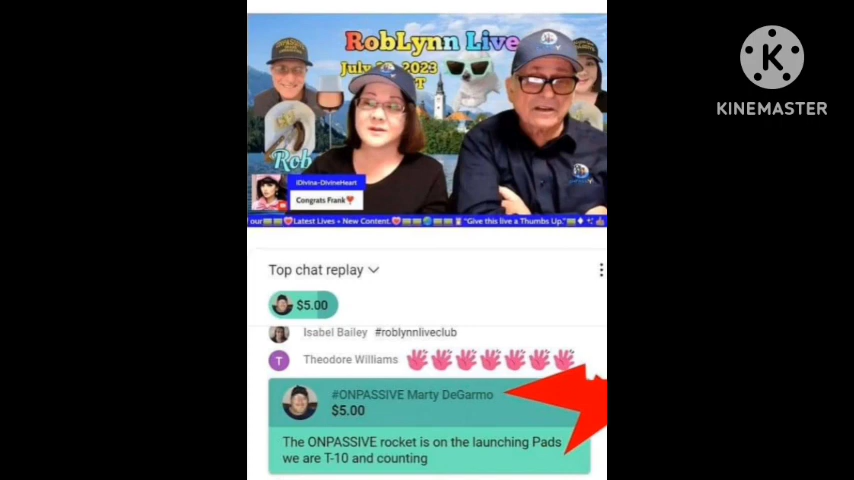 RobLynn Live
July 2023
Rob
iDivina-DivineHeart
Congrats Frank❤
our 💗Latest Lives + New Content.💗 "Give this live a Thumbs Up."
KINEMASTER
Top chat replay
$5.00
Isabel Bailey #roblynnliveclub
T Theodore Williams
#ONPASSIVE Marty DeGarmo
$5.00
The ONPASSIVE rocket is on the launching Pads
we are T-10 and counting